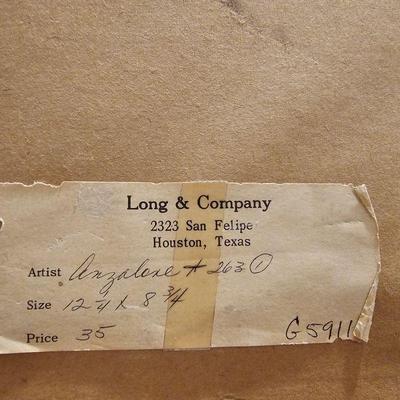 Long & Company
2323 San Felipe
Houston, Texas
Artist Anzalone # 263 ①
Size 12 3/4 x 8 3/4
Price 35 G5911